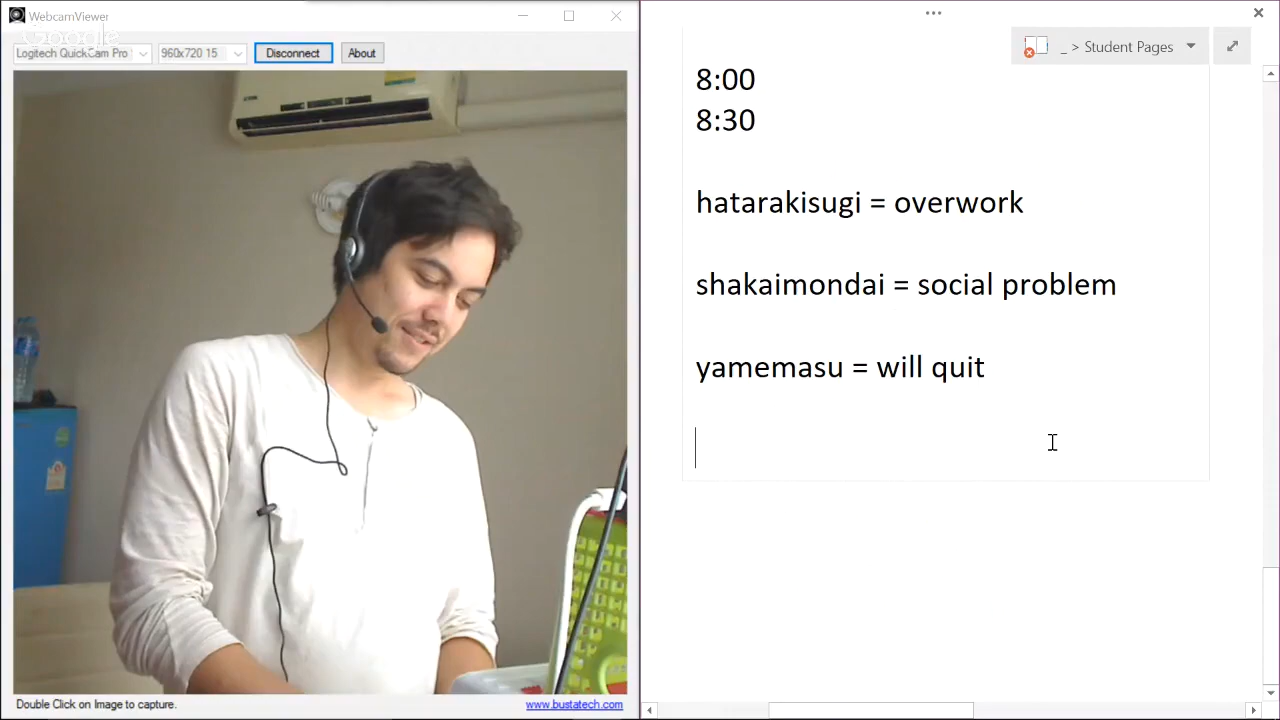 WebcamViewer
Google
Logitech QuickCam Pro
960x720 15
Disconnect
About
Double Click on Image to capture.
www.bustatech.com
_ > Student Pages
8:00
8:30
hatarakisugi = overwork
shakaimondai = social problem
yamemasu = will quit